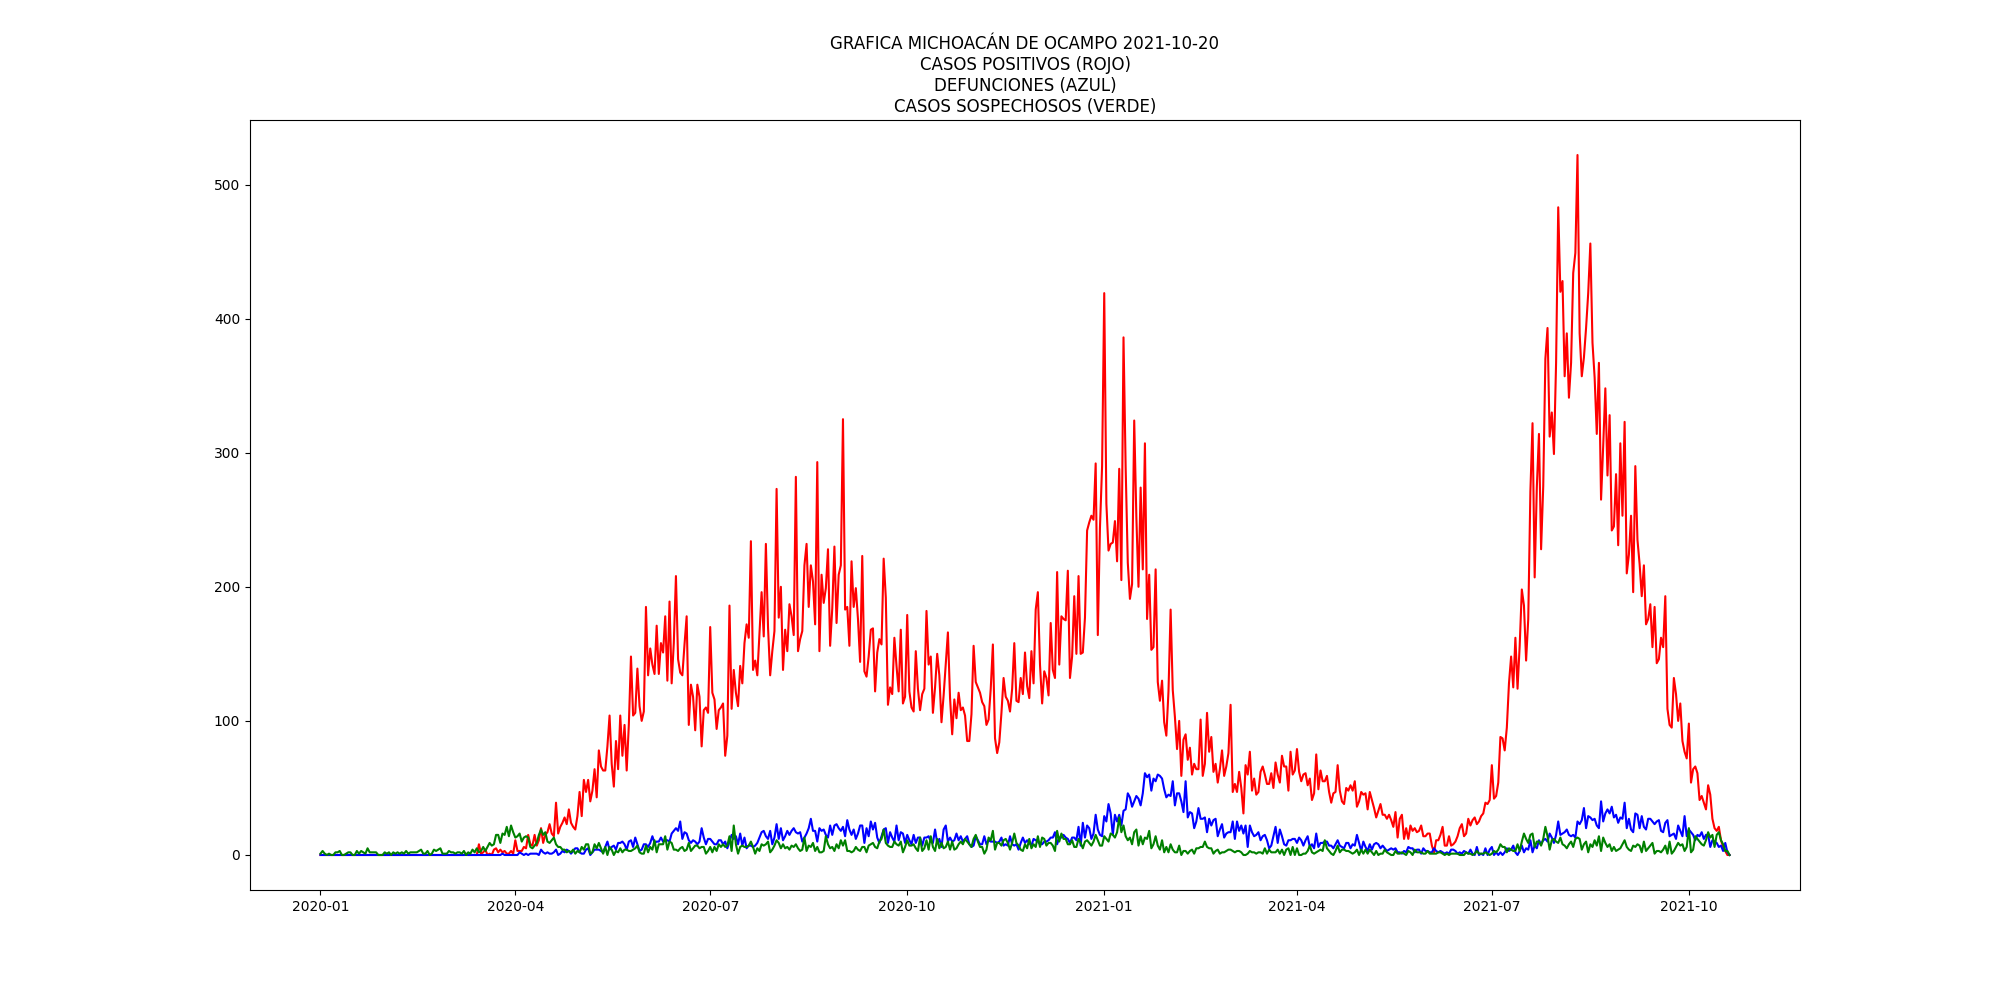 GRAFICA MICHOACÁN DE OCAMPO 2021-10-20
CASOS POSITIVOS (ROJO)
DEFUNCIONES (AZUL)
CASOS SOSPECHOSOS (VERDE)
500
400
300
200
100
0
2020-01 2020-04 2020-07 2020-10 2021-01 2021-04 2021-07 2021-10